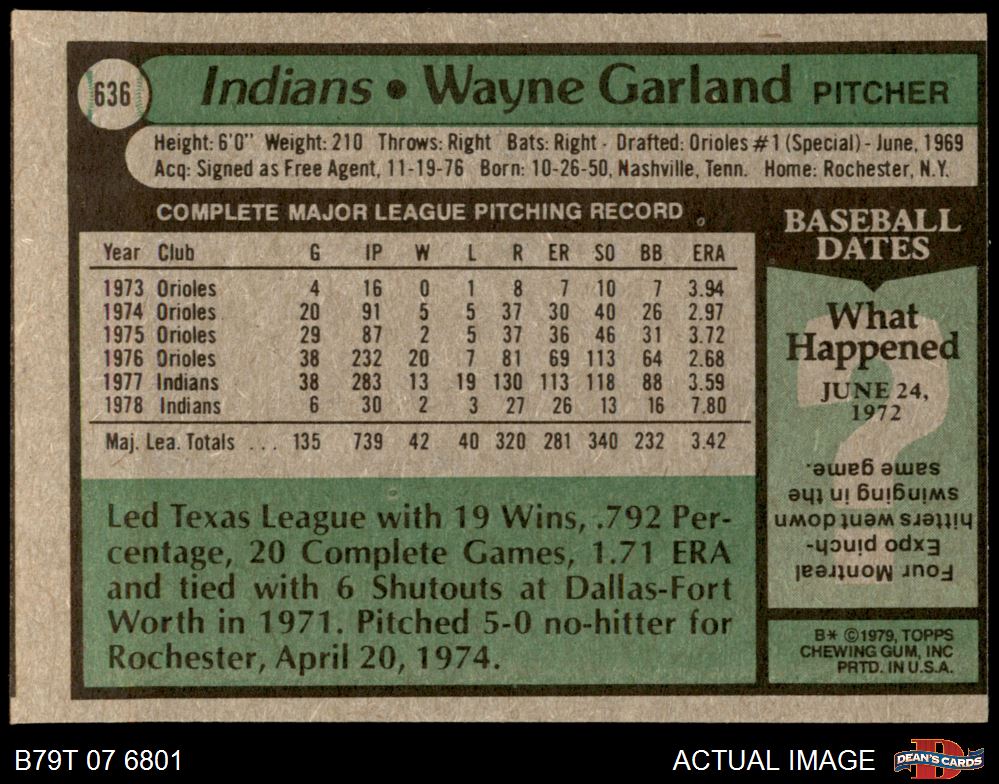 636
Indians • Wayne Garland PITCHER
Height: 6'0" Weight: 210 Throws: Right Bats: Right - Drafted: Orioles #1 (Special) - June, 1969
Acq: Signed as Free Agent, 11-19-76 Born: 10-26-50, Nashville, Tenn. Home: Rochester, N.Y.
COMPLETE MAJOR LEAGUE PITCHING RECORD
Year Club G IP W L R ER SO BB ERA
1973 Orioles 4 16 0 1 8 7 10 7 3.94
1974 Orioles 20 91 5 5 37 30 40 26 2.97
1975 Orioles 29 87 2 5 37 36 46 31 3.72
1976 Orioles 38 232 20 7 81 69 113 64 2.68
1977 Indians 38 283 13 19 130 113 118 88 3.59
1978 Indians 6 30 2 3 27 26 13 16 7.80
Maj. Lea. Totals ... 135 739 42 40 320 281 340 232 3.42
Led Texas League with 19 Wins, .792 Per-
centage, 20 Complete Games, 1.71 ERA
and tied with 6 Shutouts at Dallas-Fort
Worth in 1971. Pitched 5-0 no-hitter for
Rochester, April 20, 1974.
BASEBALL
DATES
What
Happened
JUNE 24,
1972
?
Four Montreal
Expo pinch-
hitters went down
swinging in the
same game.
B* ©1979, TOPPS
CHEWING GUM, INC
PRTD. IN U.S.A.
B79T 07 6801
ACTUAL IMAGE
D
DEAN'S CARDS